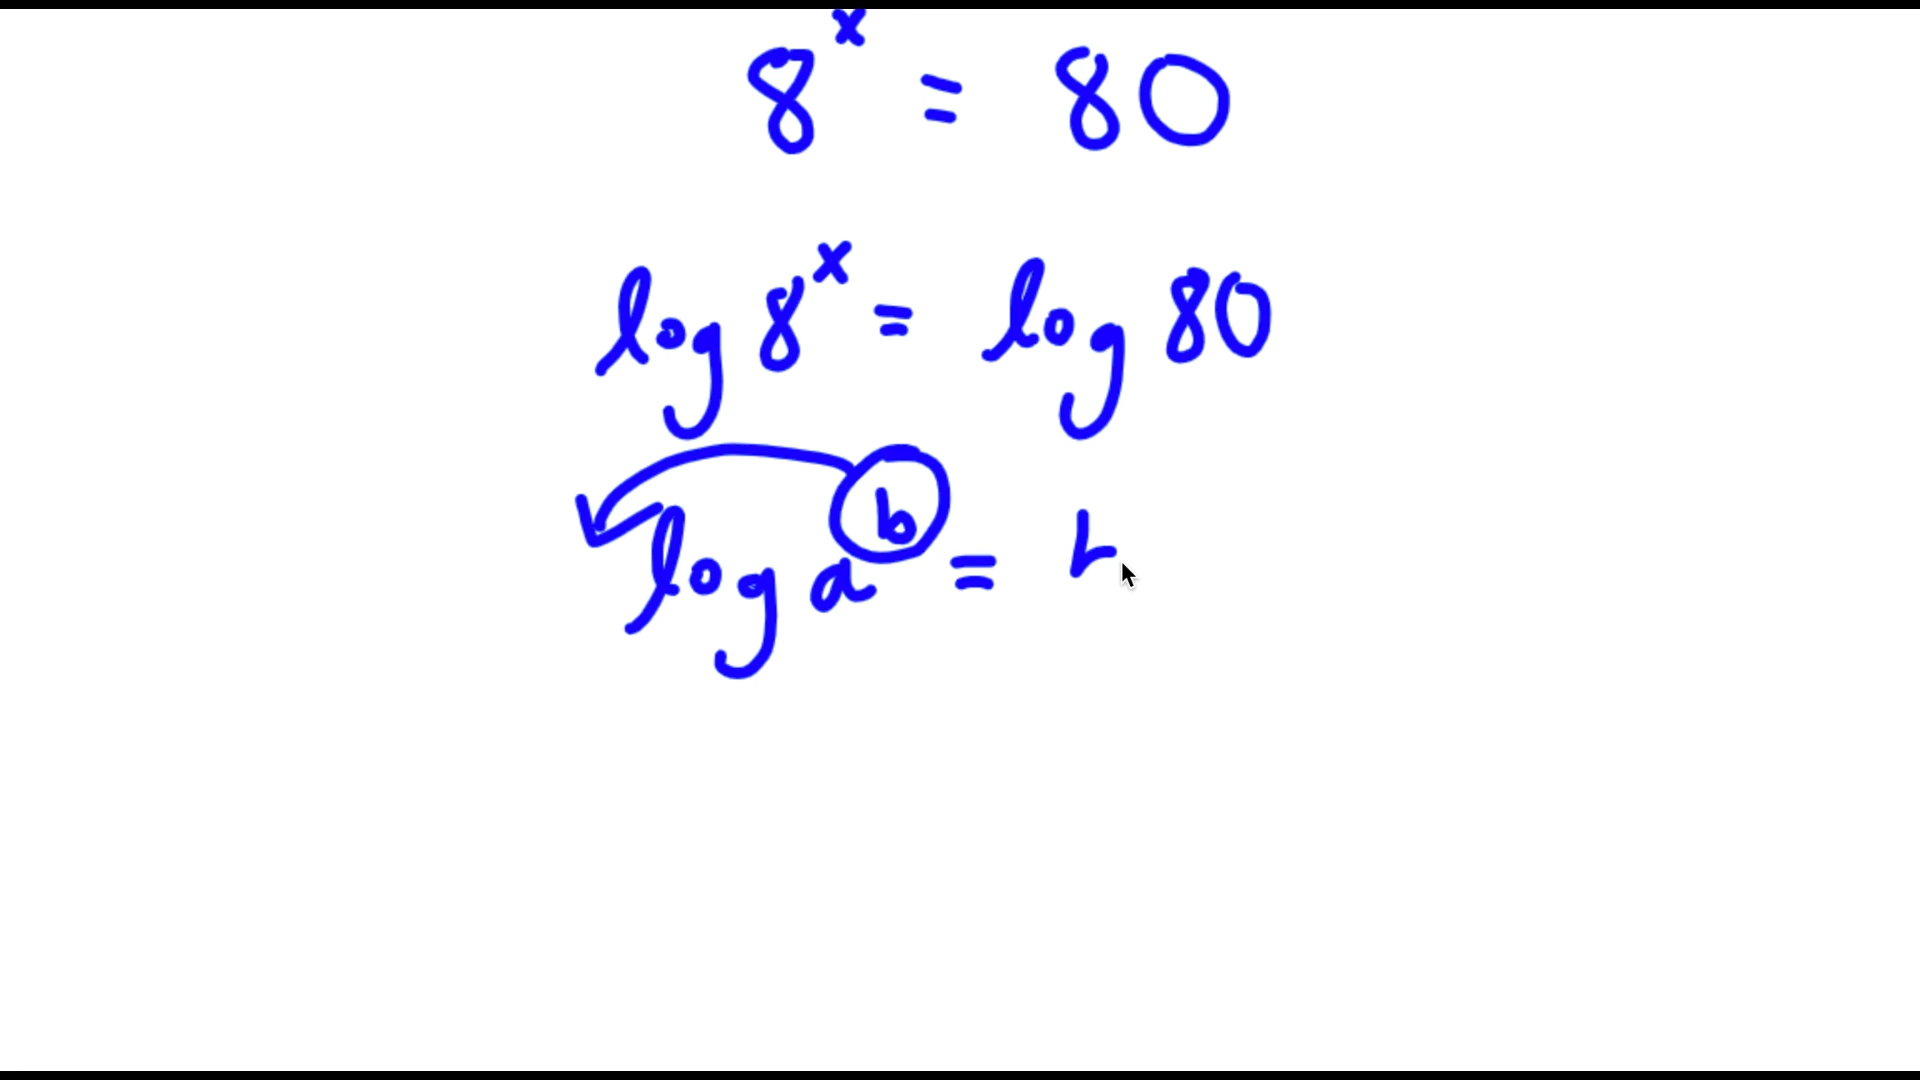 8^x = 80
log 8^x = log 80
log a^b =